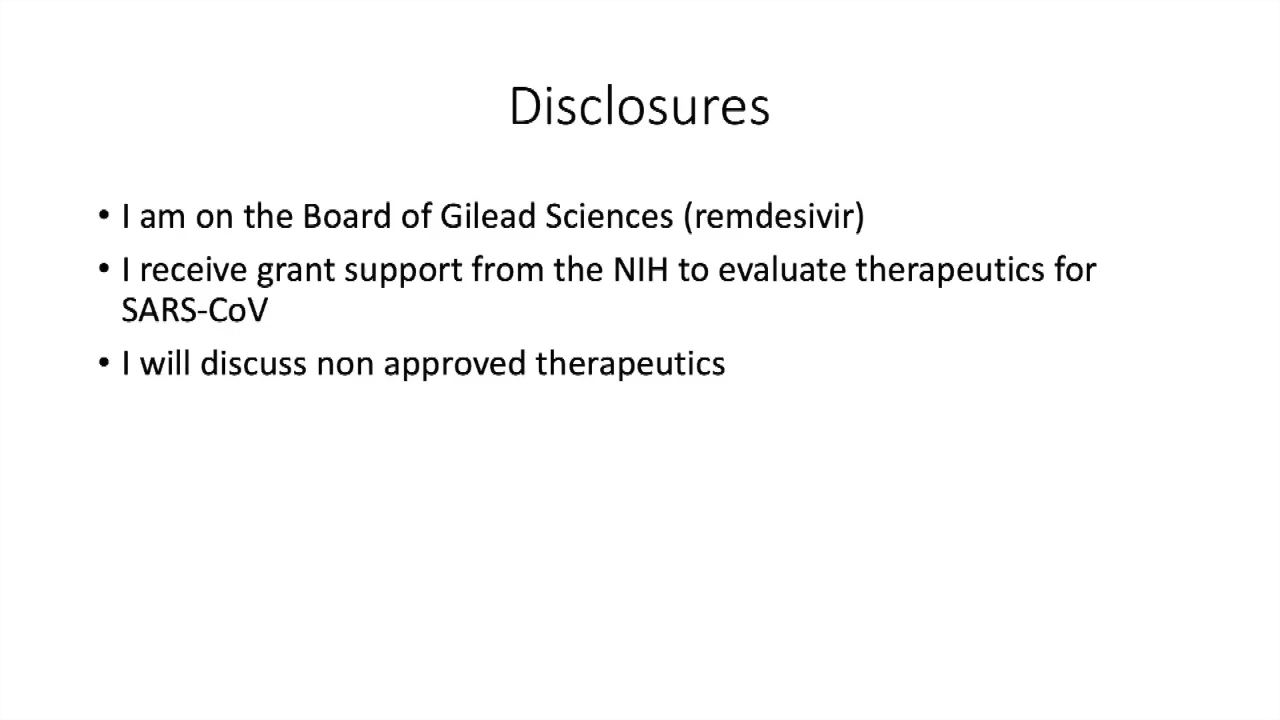 Disclosures
• I am on the Board of Gilead Sciences (remdesivir)
• I receive grant support from the NIH to evaluate therapeutics for
SARS-CoV
• I will discuss non approved therapeutics